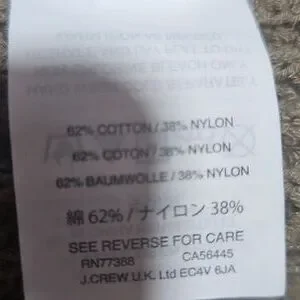 62% COTTON / 38% NYLON
62% COTON / 38% NYLON
62% BAUMWOLLE / 38% NYLON
綿 62% / ナイロン 38%
SEE REVERSE FOR CARE
RN77388 CA56445
J.CREW U.K. Ltd EC4V 6JA